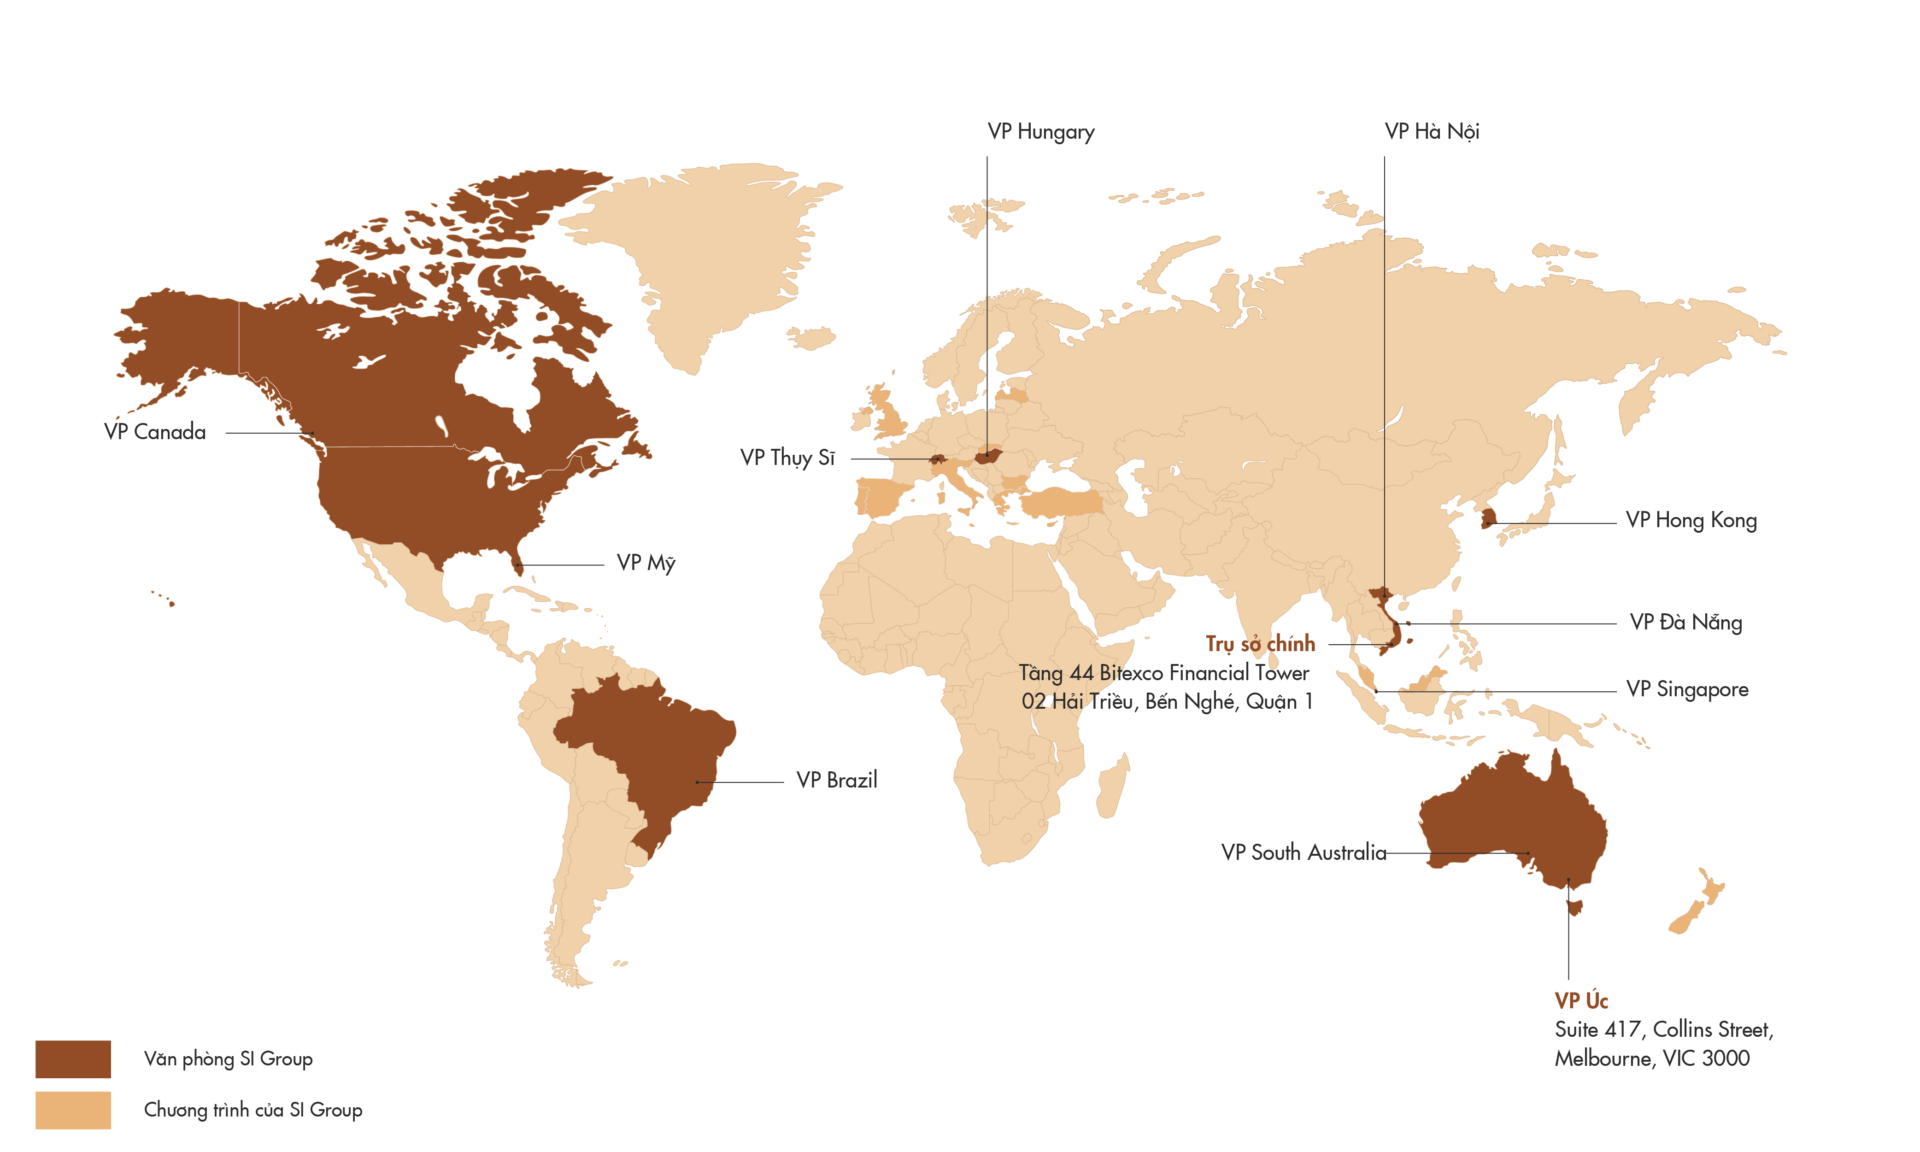 VP Hungary
VP Hà Nội
VP Canada
VP Thụy Sĩ
VP Hong Kong
VP Mỹ
VP Đà Nẵng
Trụ sở chính
Tầng 44 Bitexco Financial Tower
02 Hải Triều, Bến Nghé, Quận 1
VP Singapore
VP Brazil
VP South Australia
VP Úc
Suite 417, Collins Street,
Melbourne, VIC 3000
Văn phòng SI Group
Chương trình của SI Group